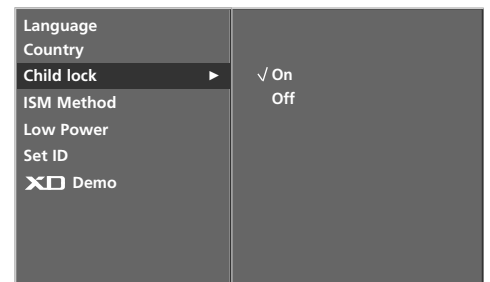 Language
Country
Child lock ► √ On
ISM Method Off
Low Power
Set ID
XD Demo